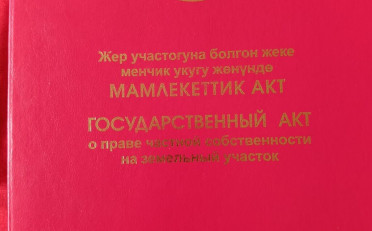 Жер участогуна болгон жеке
менчик укугу жөнүндө
МАМЛЕКЕТТИК АКТ
ГОСУДАРСТВЕННЫЙ АКТ
о праве частной собственности
на земельный участок